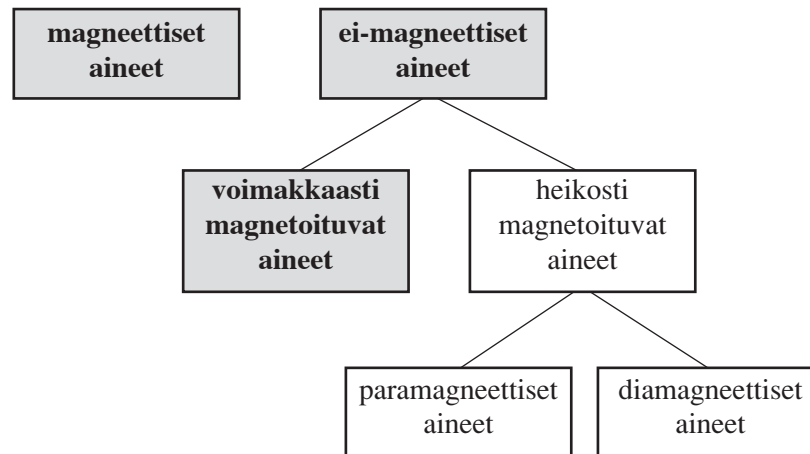 magneettiset
aineet
ei-magneettiset
aineet
voimakkaasti
magnetoituvat
aineet
heikosti
magnetoituvat
aineet
paramagneettiset
aineet
diamagneettiset
aineet